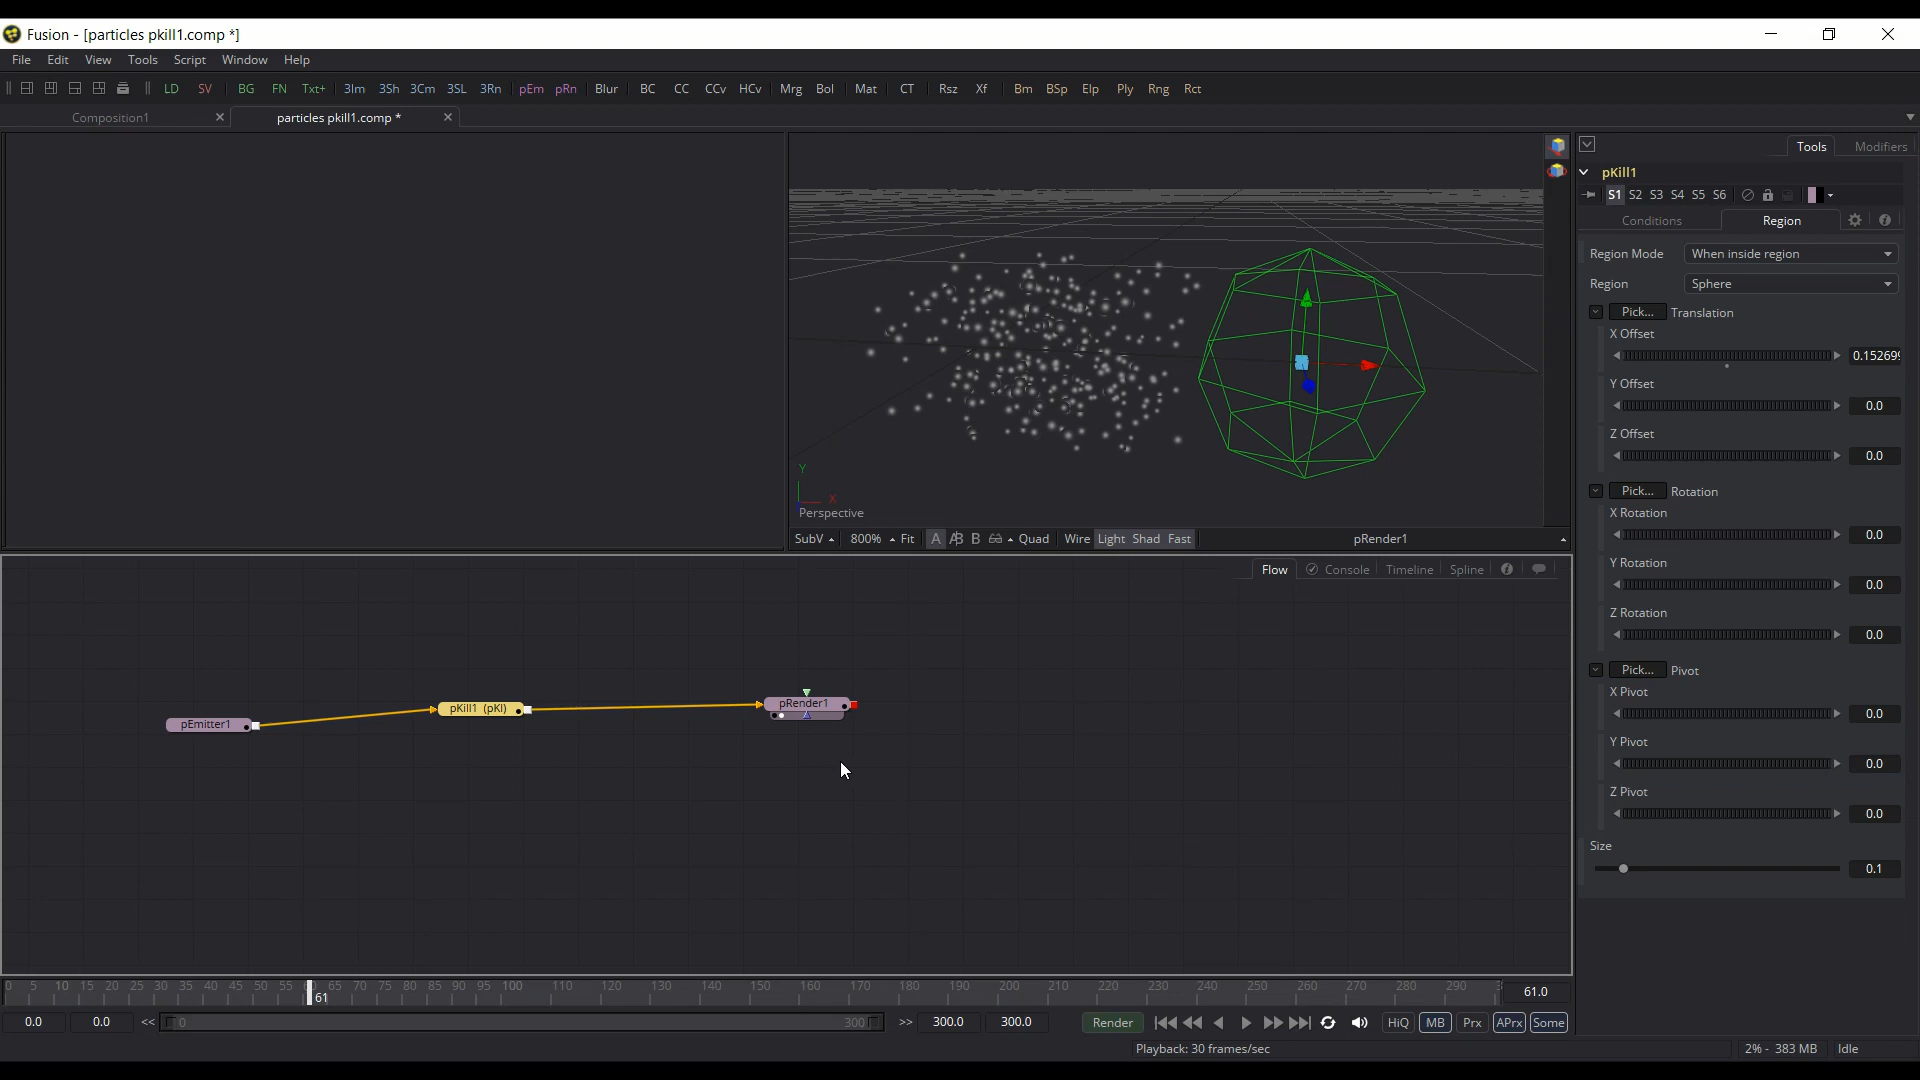 Fusion - [particles pkill1.comp *]
File Edit View Tools Script Window Help
LD SV BG FN Txt+ 3Im 3Sh 3Cm 3SL 3Rn pEm pRn Blur BC CC CCv HCv Mrg Bol Mat CT Rsz Xf Bm BSp Elp Ply Rng Rct
Composition1 particles pkill1.comp *
Tools Modifiers
pKill1
S1 S2 S3 S4 S5 S6
Conditions Region
Region Mode When inside region
Region Sphere
Pick... Translation
X Offset
0.15269
Y Offset
0.0
Z Offset
0.0
Pick... Rotation
X Rotation
0.0
Y Rotation
0.0
Z Rotation
0.0
Pick... Pivot
X Pivot
0.0
Y Pivot
0.0
Z Pivot
0.0
Size
0.1
Y
X
Perspective
SubV 800% Fit A AB B Quad Wire Light Shad Fast pRender1
Flow Console Timeline Spline
pEmitter1 pKill1 (pKl) pRender1
0 5 10 15 20 25 30 35 40 45 50 55 65 70 75 80 85 90 95 100 110 120 130 140 150 160 170 180 190 200 210 220 230 240 250 260 270 280 290
61 61.0
0.0 0.0 << 0 300 >> 300.0 300.0 Render HiQ MB Prx APrx Some
Playback: 30 frames/sec 2% - 383 MB Idle